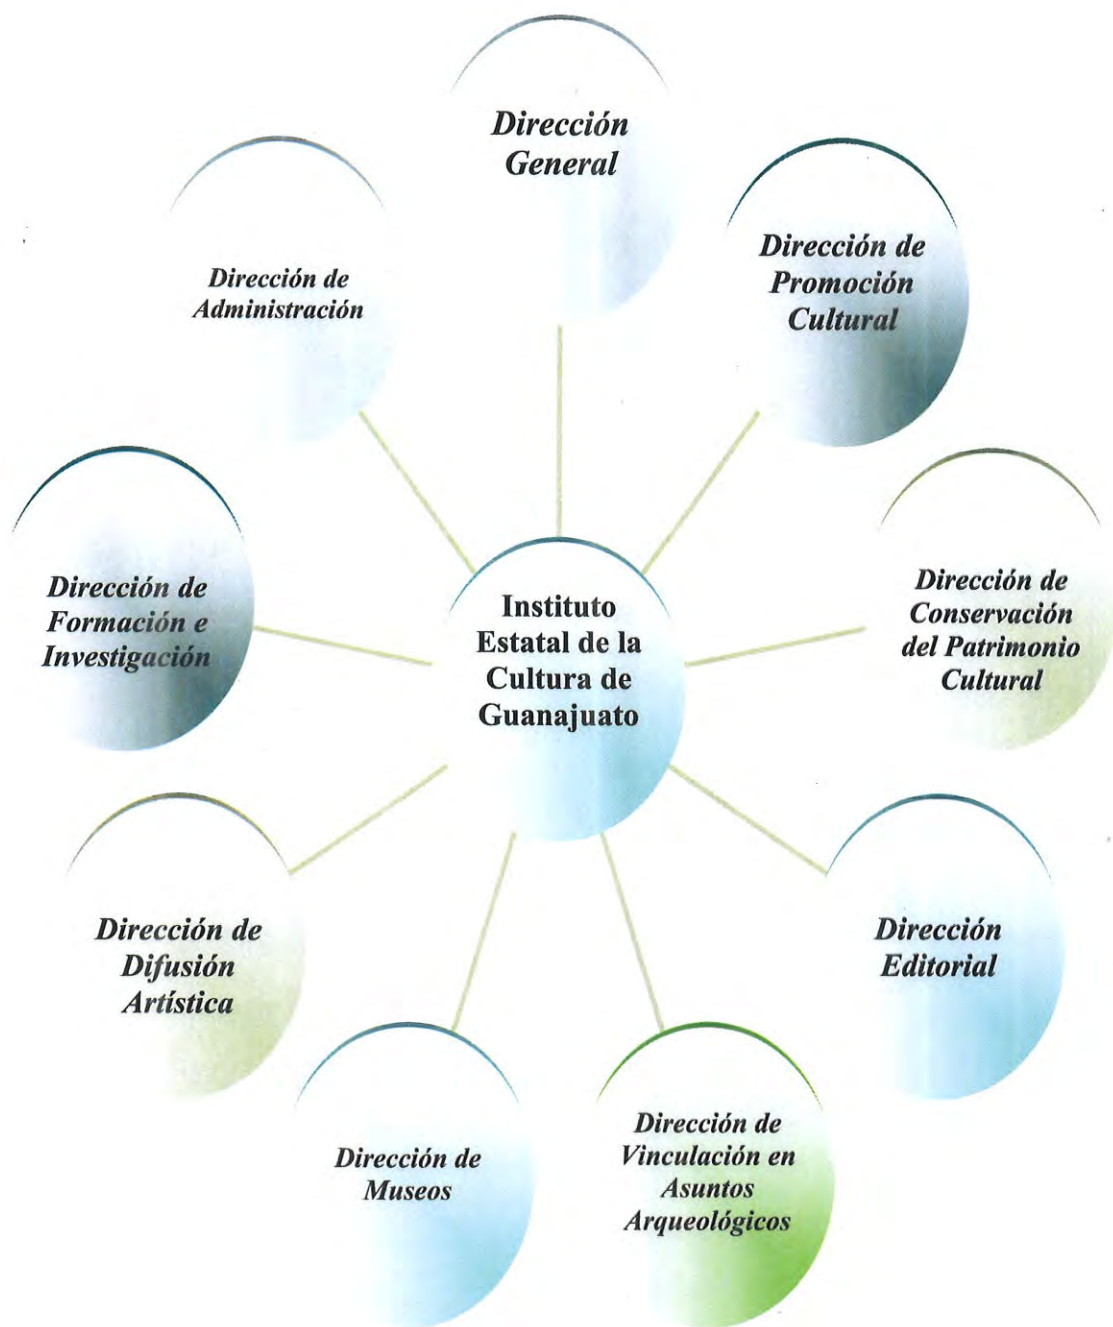 Dirección
General
Dirección de
Promoción
Cultural
Dirección de
Conservación
del Patrimonio
Cultural
Dirección
Editorial
Dirección de
Vinculación en
Asuntos
Arqueológicos
Dirección de
Museos
Dirección de
Difusión
Artística
Dirección de
Formación e
Investigación
Dirección de
Administración
Instituto
Estatal de la
Cultura de
Guanajuato